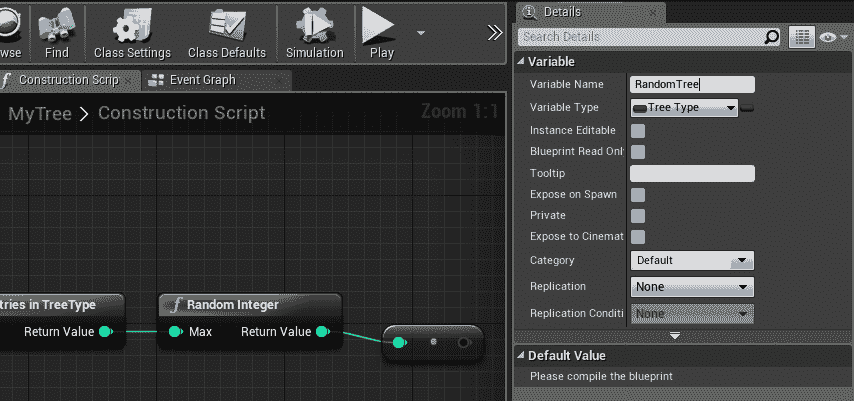 wse
Find
Class Settings
Class Defaults
Simulation
Play
Construction Scrip
Event Graph
MyTree > Construction Script
Zoom 1:1
tries in TreeType
Return Value
Random Integer
Max
Return Value
Details
Search Details
Variable
Variable Name RandomTree
Variable Type Tree Type
Instance Editable
Blueprint Read Only
Tooltip
Expose on Spawn
Private
Expose to Cinemat
Category Default
Replication None
Replication Conditi None
Default Value
Please compile the blueprint